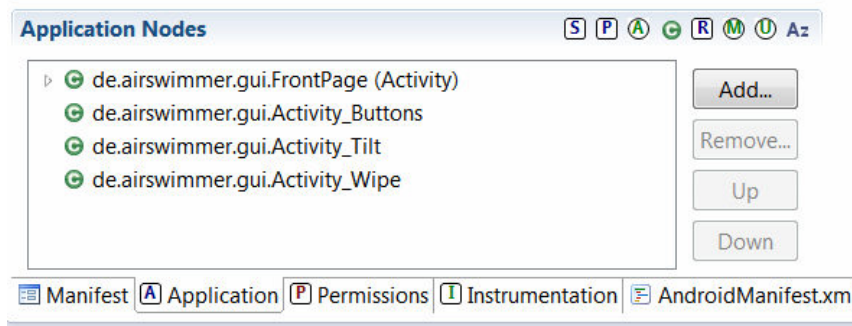 Application Nodes S P A C R M U Az
de.airswimmer.gui.FrontPage (Activity)
de.airswimmer.gui.Activity_Buttons
de.airswimmer.gui.Activity_Tilt
de.airswimmer.gui.Activity_Wipe
Add...
Remove...
Up
Down
Manifest A Application P Permissions I Instrumentation AndroidManifest.xm